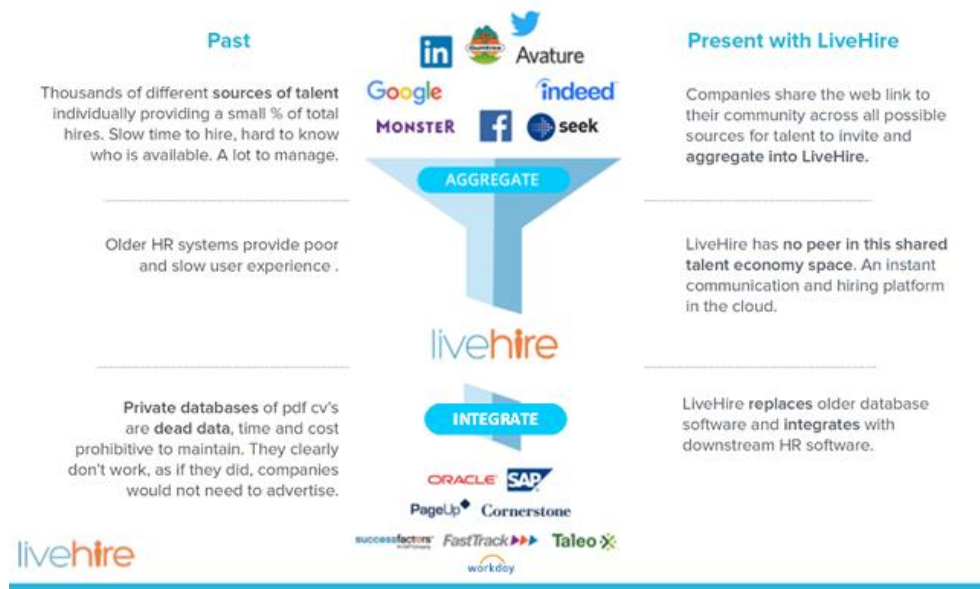 Past
Thousands of different sources of talent
individually providing a small % of total
hires. Slow time to hire, hard to know
who is available. A lot to manage.
Older HR systems provide poor
and slow user experience .
Private databases of pdf cv's
are dead data, time and cost
prohibitive to maintain. They clearly
don't work, as if they did, companies
would not need to advertise.
in
Gumtree
Avature
Google
indeed
MONSTER
f
seek
AGGREGATE
livehire
INTEGRATE
ORACLE
SAP
PageUp
Cornerstone
successfactors
FastTrack
Taleo
workday
Present with LiveHire
Companies share the web link to
their community across all possible
sources for talent to invite and
aggregate into LiveHire.
LiveHire has no peer in this shared
talent economy space. An instant
communication and hiring platform
in the cloud.
LiveHire replaces older database
software and integrates with
downstream HR software.
livehire